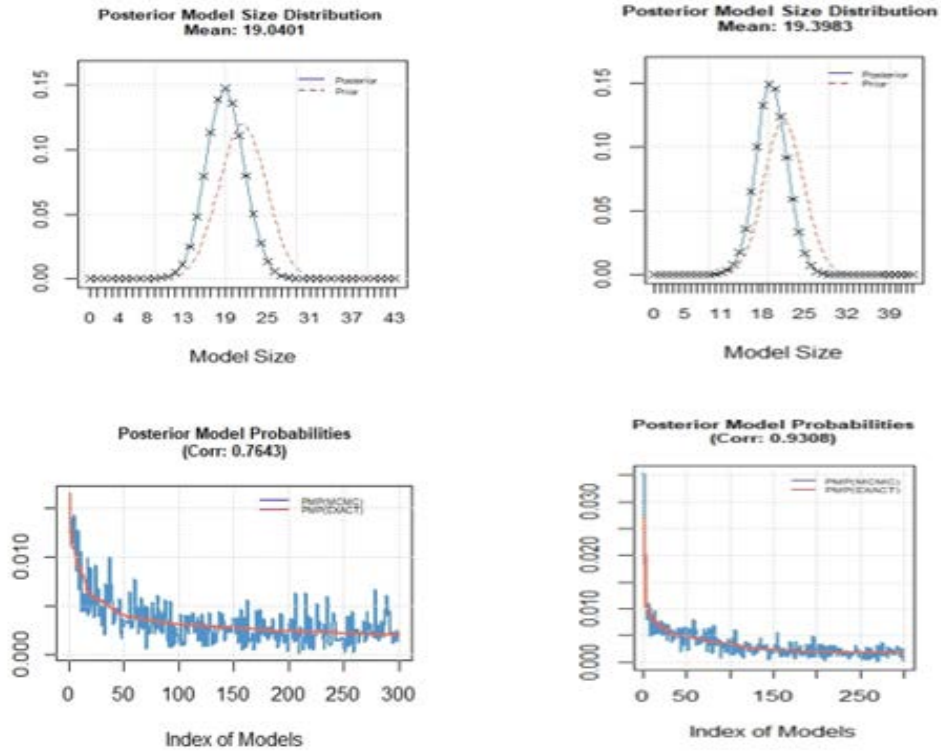 Posterior Model Size Distribution
Mean: 19.0401
0.15
0.10
0.05
0.00
Posterior
Prior
0 4 8 13 19 25 31 37 43
Model Size
Posterior Model Size Distribution
Mean: 19.3983
0.15
0.10
0.05
0.00
Posterior
Prior
0 5 11 18 25 32 39
Model Size
Posterior Model Probabilities
(Corr: 0.7643)
0.010
0.000
PMP(MCMC)
PMP(EXACT)
0 50 100 150 200 250 300
Index of Models
Posterior Model Probabilities
(Corr: 0.9308)
0.030
0.020
0.010
0.000
PMP(MCMC)
PMP(EXACT)
0 50 150 250
Index of Models